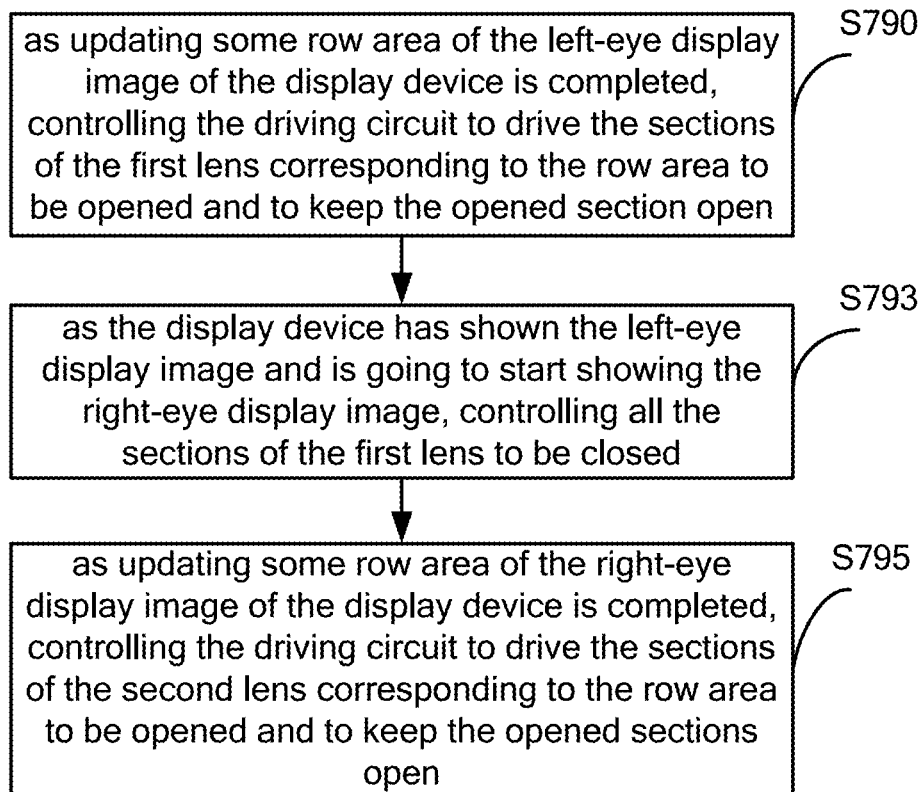 S790
as updating some row area of the left-eye display
image of the display device is completed,
controlling the driving circuit to drive the sections
of the first lens corresponding to the row area to
be opened and to keep the opened section open
S793
as the display device has shown the left-eye
display image and is going to start showing the
right-eye display image, controlling all the
sections of the first lens to be closed
S795
as updating some row area of the right-eye
display image of the display device is completed,
controlling the driving circuit to drive the sections
of the second lens corresponding to the row area
to be opened and to keep the opened sections
open